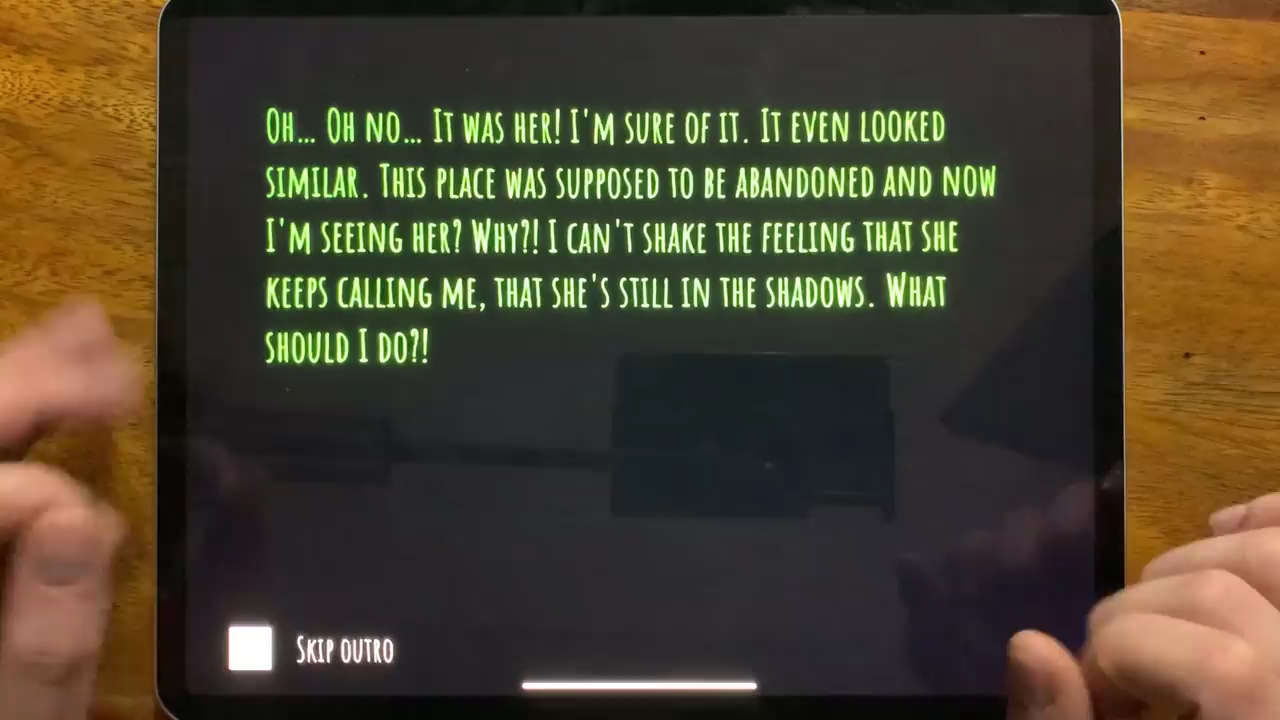 Oh... Oh no... It was her! I'm sure of it. It even looked
similar. This place was supposed to be abandoned and now
I'm seeing her? Why?! I can't shake the feeling that she
keeps calling me, that she's still in the shadows. What
should I do?!
Skip outro